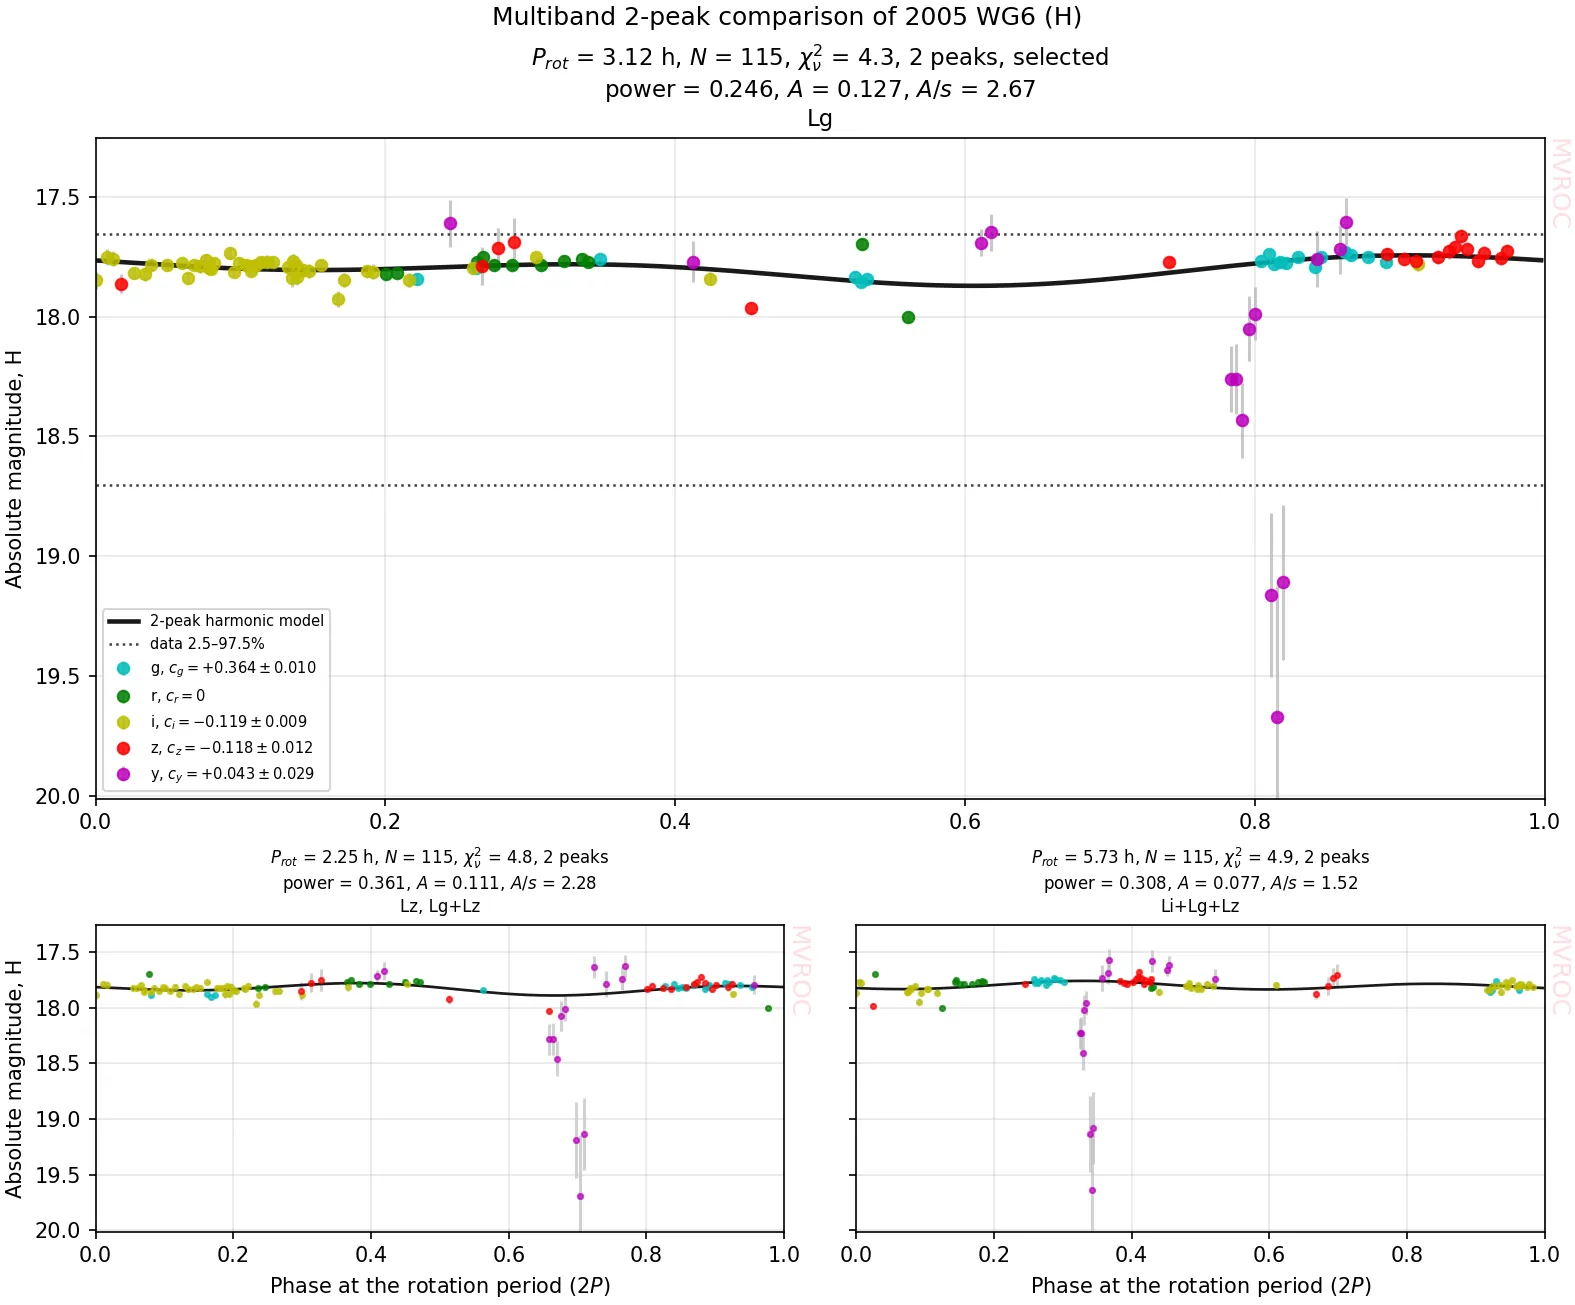 Multiband 2-peak comparison of 2005 WG6 (H)
P_rot = 3.12 h, N = 115, χ²_ν = 4.3, 2 peaks, selected
power = 0.246, A = 0.127, A/s = 2.67
Lg
MVROC
17.5
18.0
18.5
19.0
19.5
20.0
Absolute magnitude, H
2-peak harmonic model
data 2.5–97.5%
g, c_g = +0.364 ± 0.010
r, c_r = 0
i, c_i = −0.119 ± 0.009
z, c_z = −0.118 ± 0.012
y, c_y = +0.043 ± 0.029
0.0 0.2 0.4 0.6 0.8 1.0
P_rot = 2.25 h, N = 115, χ²_ν = 4.8, 2 peaks
power = 0.361, A = 0.111, A/s = 2.28
Lz, Lg+Lz
MVROC
17.5
18.0
18.5
19.0
19.5
20.0
Absolute magnitude, H
0.0 0.2 0.4 0.6 0.8 1.0
Phase at the rotation period (2P)
P_rot = 5.73 h, N = 115, χ²_ν = 4.9, 2 peaks
power = 0.308, A = 0.077, A/s = 1.52
Li+Lg+Lz
MVROC
0.0 0.2 0.4 0.6 0.8 1.0
Phase at the rotation period (2P)